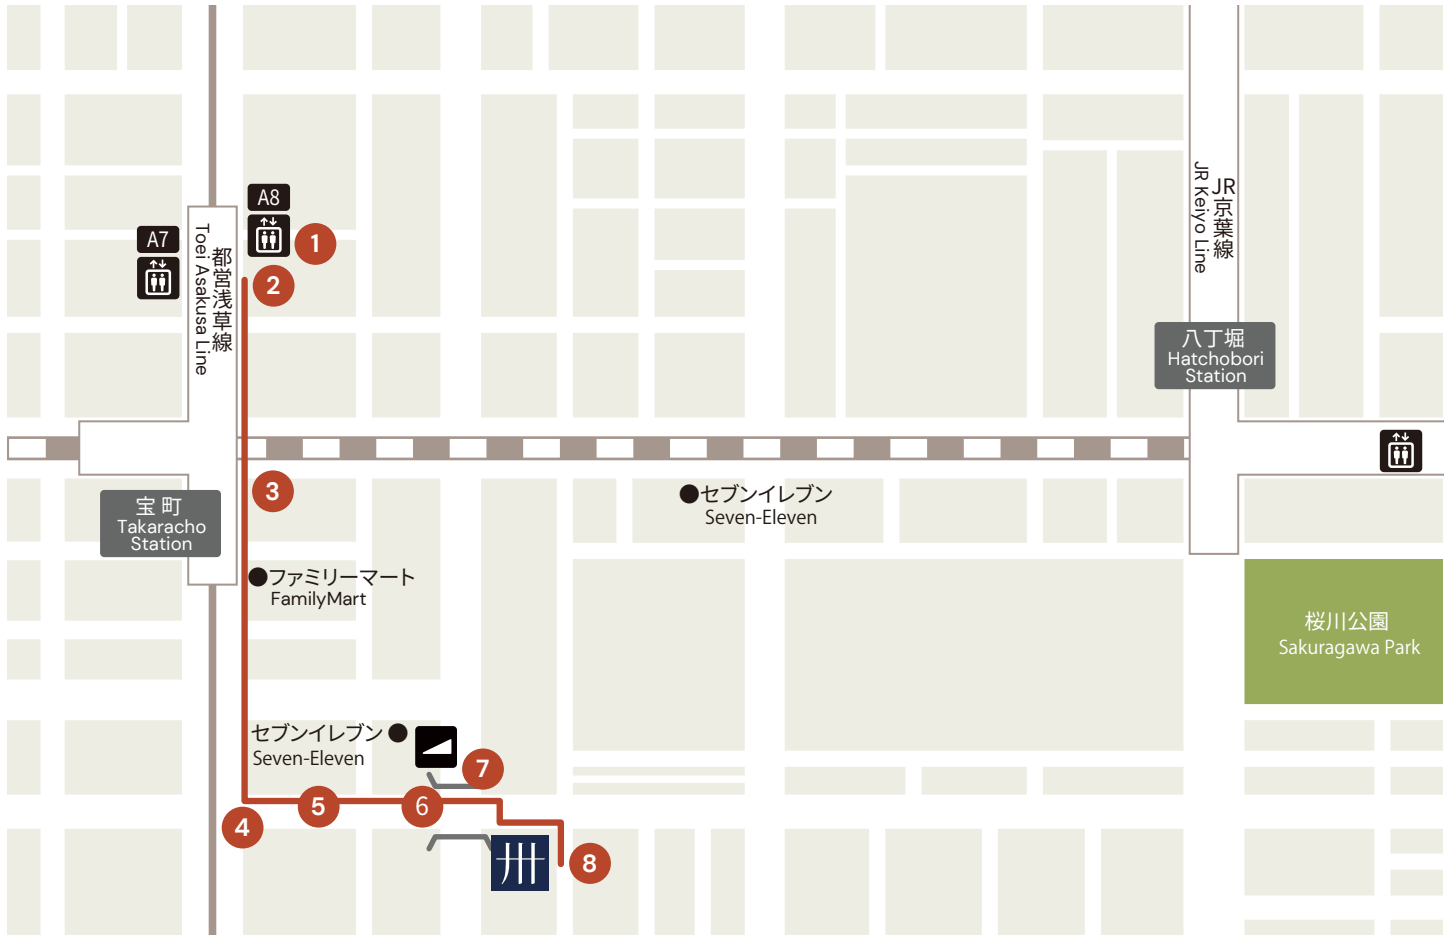 A8
A7
1
2
都営浅草線
Toei Asakusa Line
JR京葉線
JR Keiyo Line
八丁堀
Hatchobori
Station
宝町
Takaracho
Station
3
セブンイレブン
Seven-Eleven
ファミリーマート
FamilyMart
桜川公園
Sakuragawa Park
セブンイレブン
Seven-Eleven
7
4
5
6
8